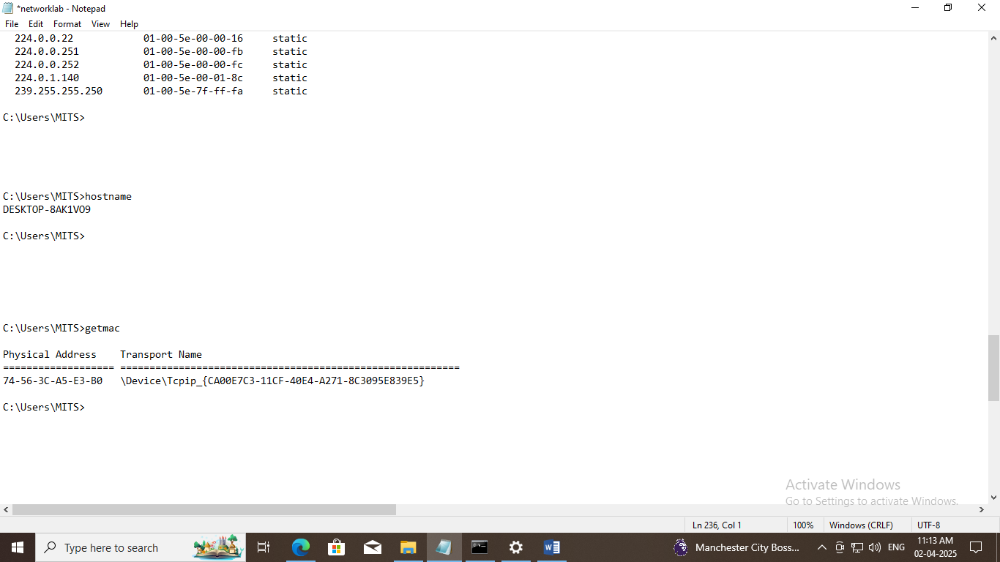 *networklab - Notepad
File Edit Format View Help
224.0.0.22 01-00-5e-00-00-16 static
224.0.0.251 01-00-5e-00-00-fb static
224.0.0.252 01-00-5e-00-00-fc static
224.0.1.140 01-00-5e-00-01-8c static
239.255.255.250 01-00-5e-7f-ff-fa static
C:\Users\MITS>
C:\Users\MITS>hostname
DESKTOP-8AK1VO9
C:\Users\MITS>
C:\Users\MITS>getmac
Physical Address Transport Name
=================== ==========================================================
74-56-3C-A5-E3-B0 \Device\Tcpip_{CA00E7C3-11CF-40E4-A271-8C3095E839E5}
C:\Users\MITS>
Activate Windows
Go to Settings to activate Windows.
Ln 236, Col 1 100% Windows (CRLF) UTF-8
Type here to search
Manchester City Boss...
ENG
11:13 AM
02-04-2025